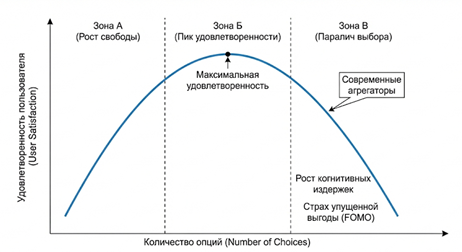 Зона А
(Рост свободы)
Зона Б
(Пик удовлетворенности)
Зона В
(Паралич выбора)
Максимальная
удовлетворенность
Современные
агрегаторы
Рост когнитивных
издержек
Страх упущенной
выгоды (FOMO)
Удовлетворенность пользователя
(User Satisfaction)
Количество опций (Number of Choices)